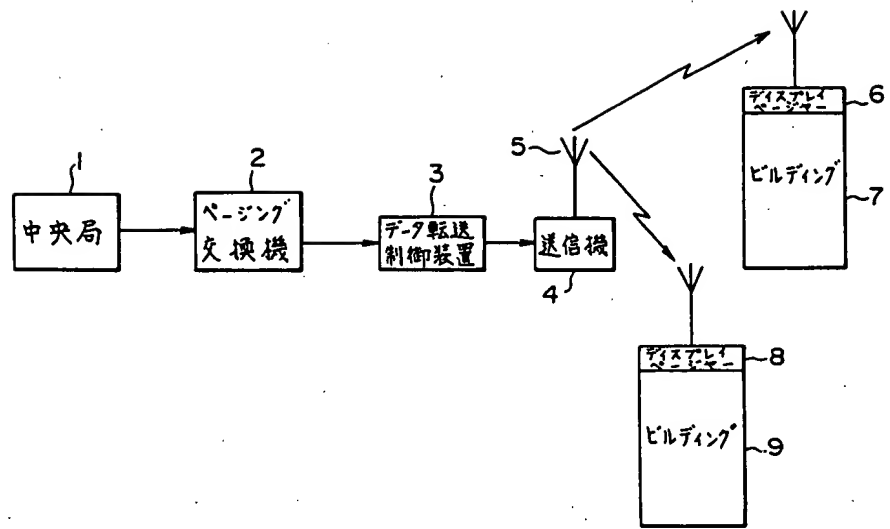 1
中央局
2
ページング
交換機
3
データ転送
制御装置
5
送信機
4
ディスプレイ
ページャー
6
ビルディング
7
ディスプレイ
ページャー
8
ビルディング
9